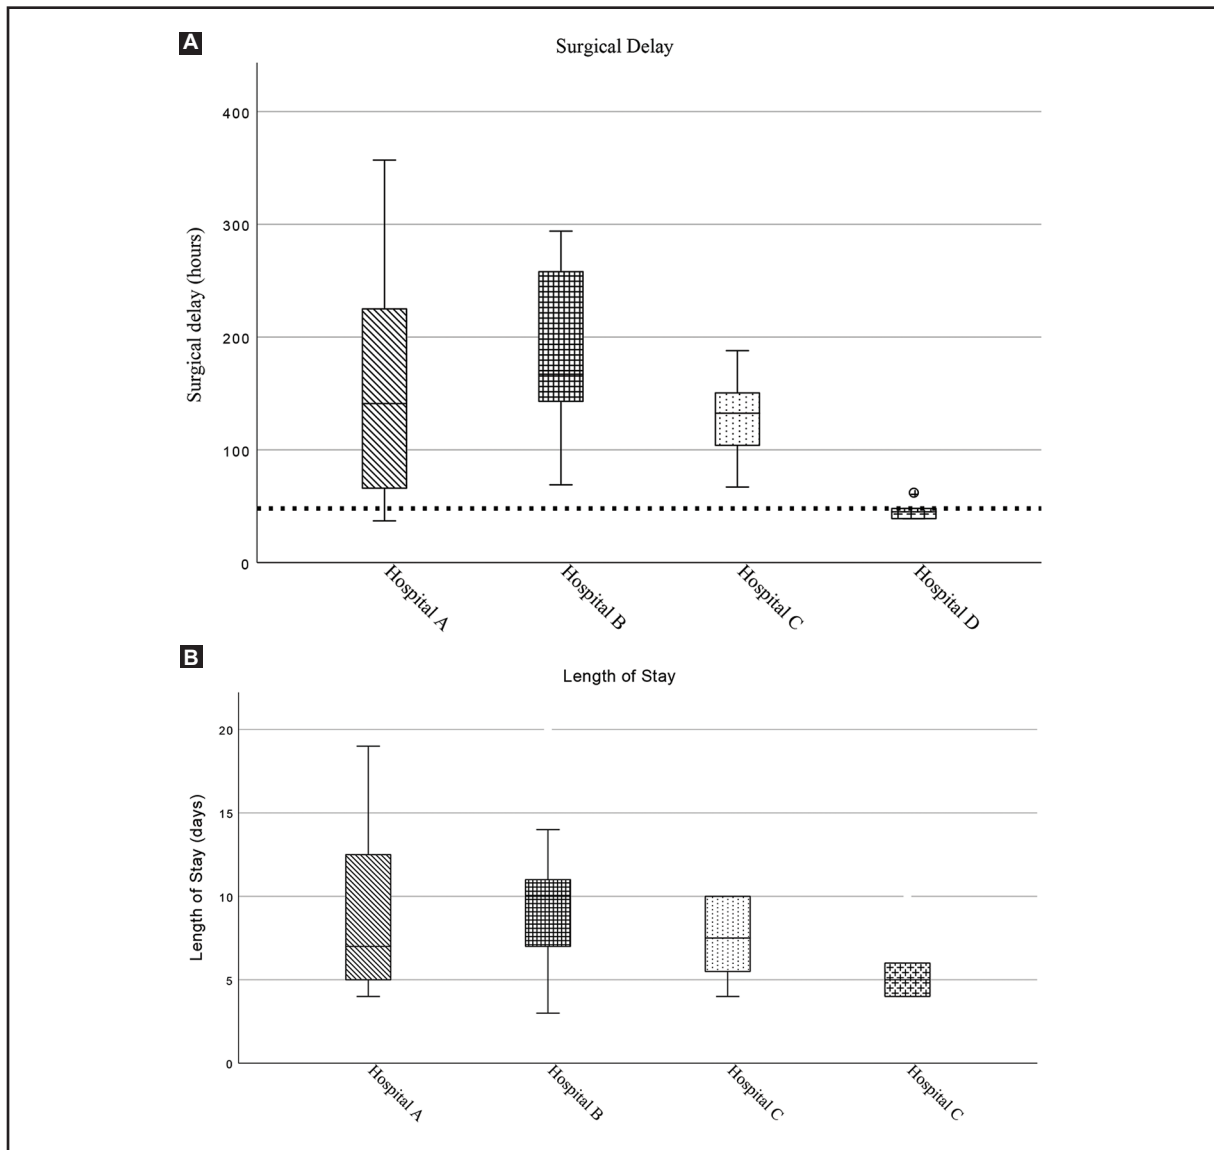 A
Surgical Delay
400
300
200
100
0
Surgical delay (hours)
Hospital A
Hospital B
Hospital C
Hospital D
B
Length of Stay
20
15
10
5
0
Length of Stay (days)
Hospital A
Hospital B
Hospital C
Hospital C